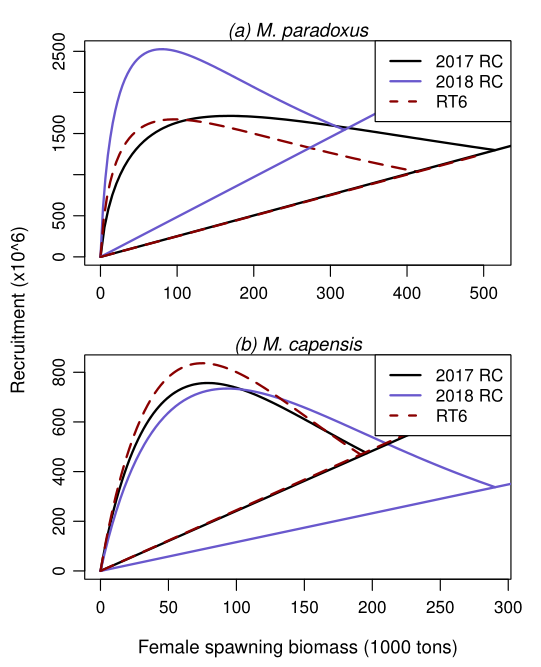 (a) M. paradoxus
2017 RC
2018 RC
RT6
2500
1500
500
0
0 100 200 300 400 500
(b) M. capensis
2017 RC
2018 RC
RT6
800
600
400
200
0
0 50 100 150 200 250 300
Recruitment (x10^6)
Female spawning biomass (1000 tons)